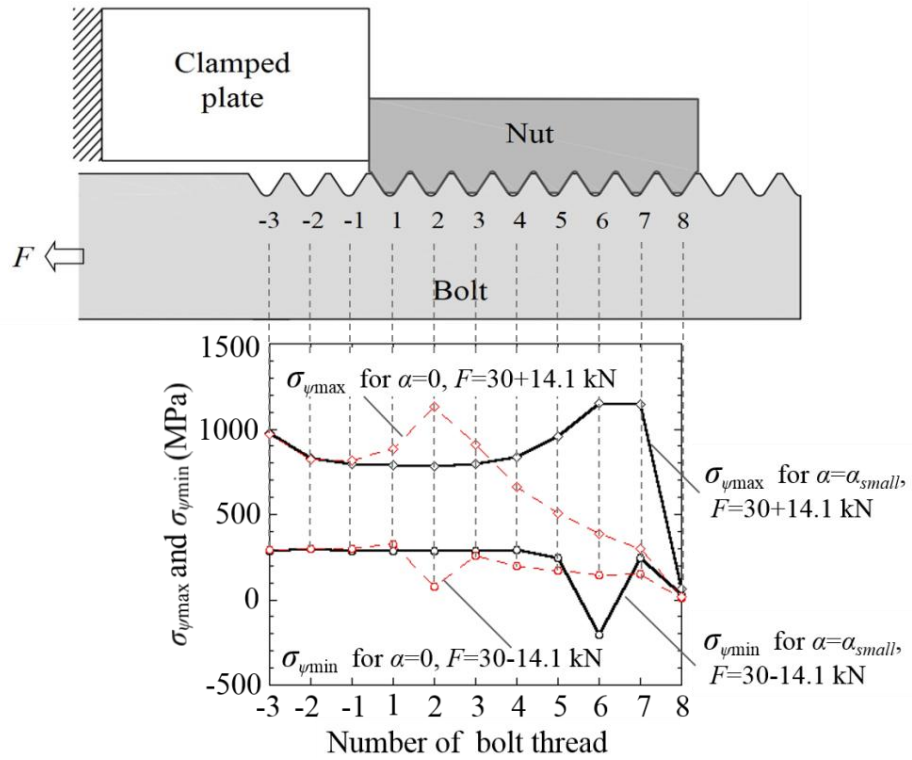 Clamped
plate
Nut
-3 -2 -1 1 2 3 4 5 6 7 8
F
Bolt
1500
1000
500
0
-500
σψmax and σψmin (MPa)
σψmax for α=0, F=30+14.1 kN
σψmax for α=αsmall,
F=30+14.1 kN
σψmin for α=0, F=30-14.1 kN
σψmin for α=αsmall,
F=30-14.1 kN
-3 -2 -1 1 2 3 4 5 6 7 8
Number of bolt thread